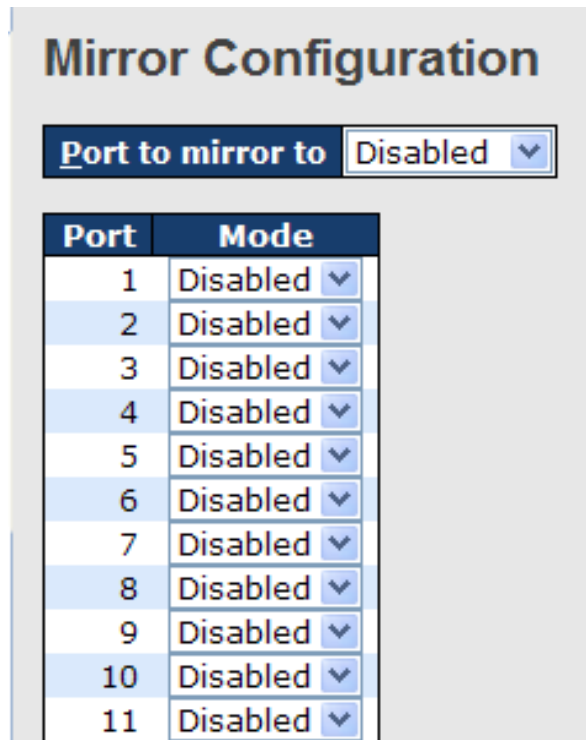 Mirror Configuration
Port to mirror to Disabled
Port Mode
1 Disabled
2 Disabled
3 Disabled
4 Disabled
5 Disabled
6 Disabled
7 Disabled
8 Disabled
9 Disabled
10 Disabled
11 Disabled